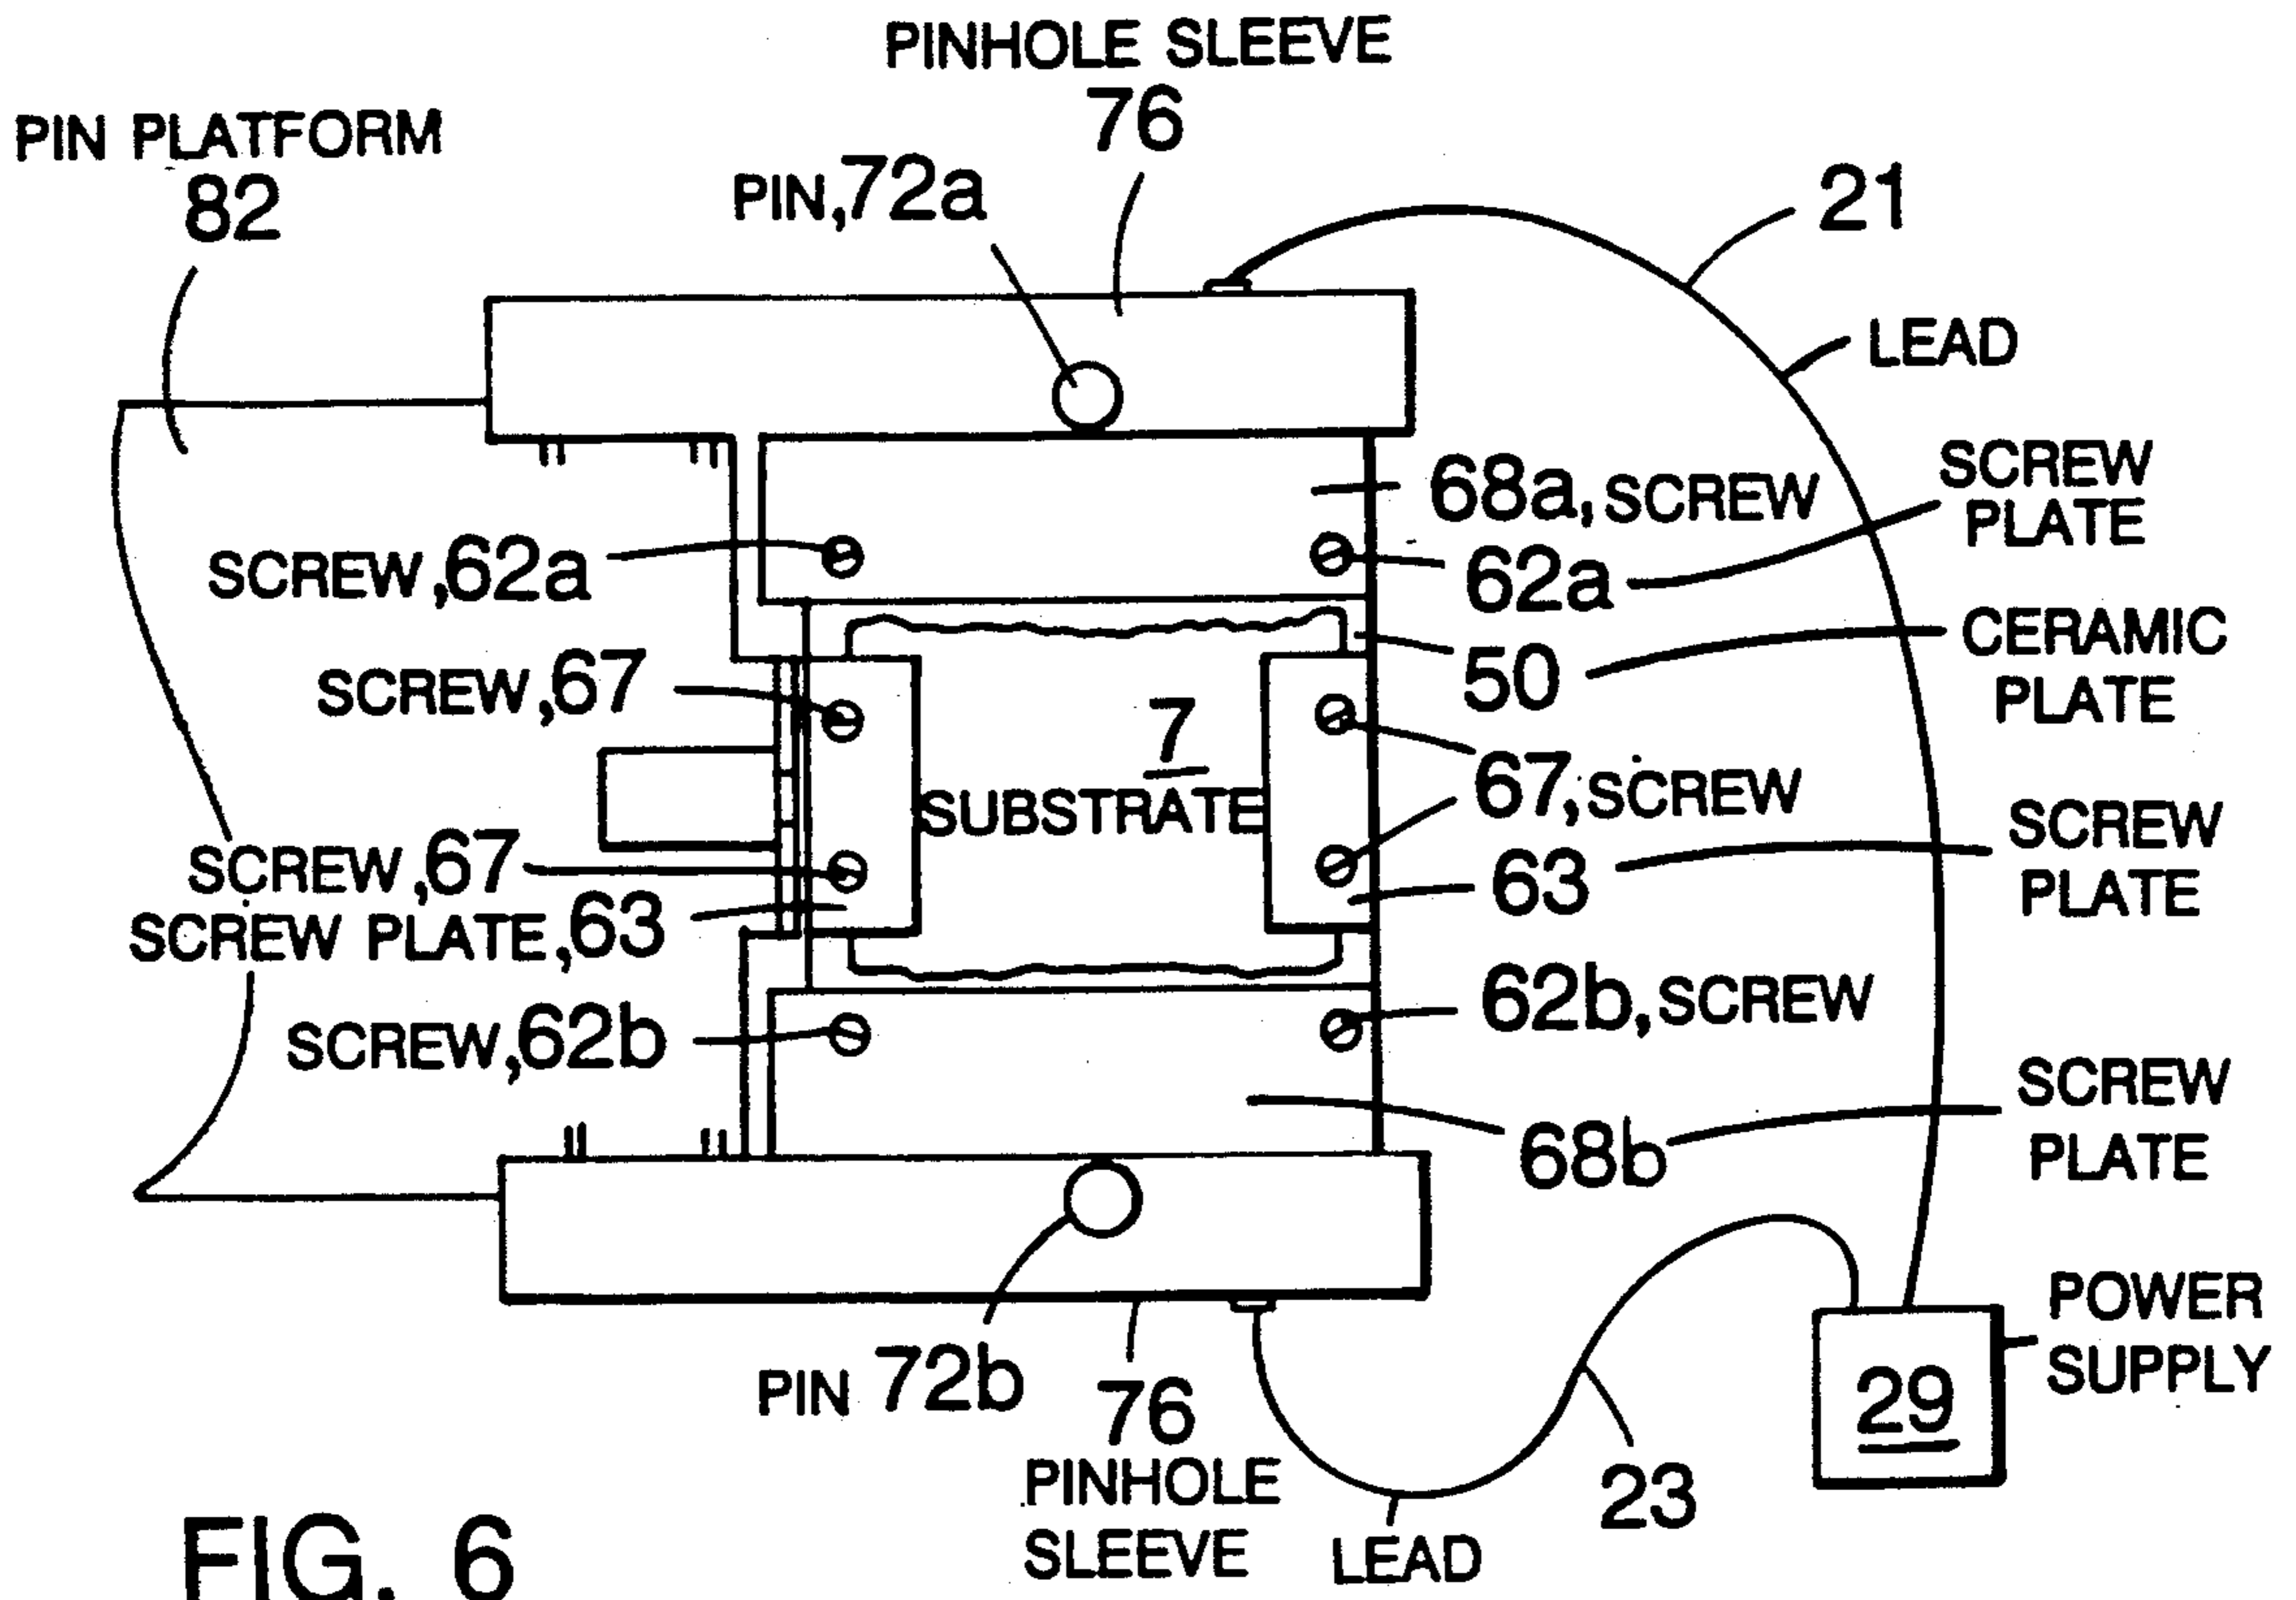 PINHOLE SLEEVE
76
PIN PLATFORM
82
PIN,72a
21
LEAD
68a,SCREW
SCREW
PLATE
SCREW,62a
62a
CERAMIC
PLATE
SCREW,67
50
7
SUBSTRATE
67,SCREW
SCREW
PLATE
SCREW,67
63
SCREW PLATE,63
62b,SCREW
SCREW,62b
SCREW
PLATE
68b
POWER
SUPPLY
29
PIN 72b
76
PINHOLE
SLEEVE
23
LEAD
FIG. 6